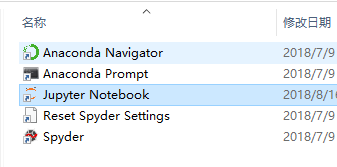 名称 修改日期
Anaconda Navigator 2018/7/9
Anaconda Prompt 2018/7/9
Jupyter Notebook 2018/8/16
Reset Spyder Settings 2018/7/9
Spyder 2018/7/9